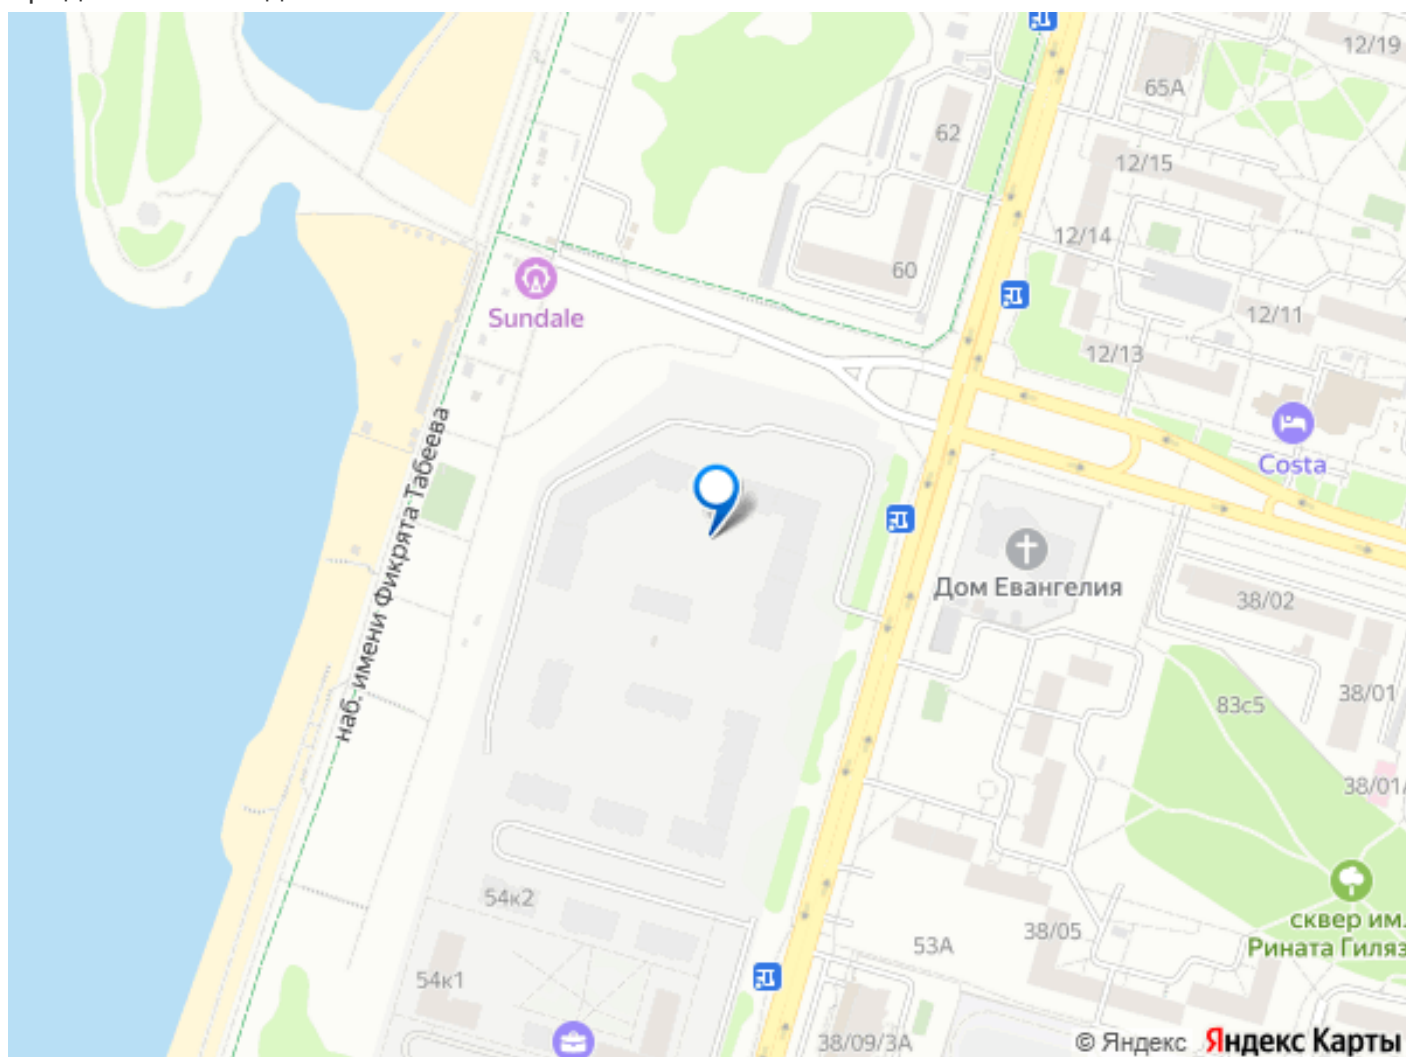 12/19
65А
62
12/15
12/14
60
Sundale
12/11
12/13
наб. имени Фикрята Табеева
Costa
Дом Евангелия
38/02
38/01
83с5
38/01/
54к2
сквер им.
Рината Гиляз
53А
38/05
54к1
38/09/3А
© Яндекс Яндекс Карты